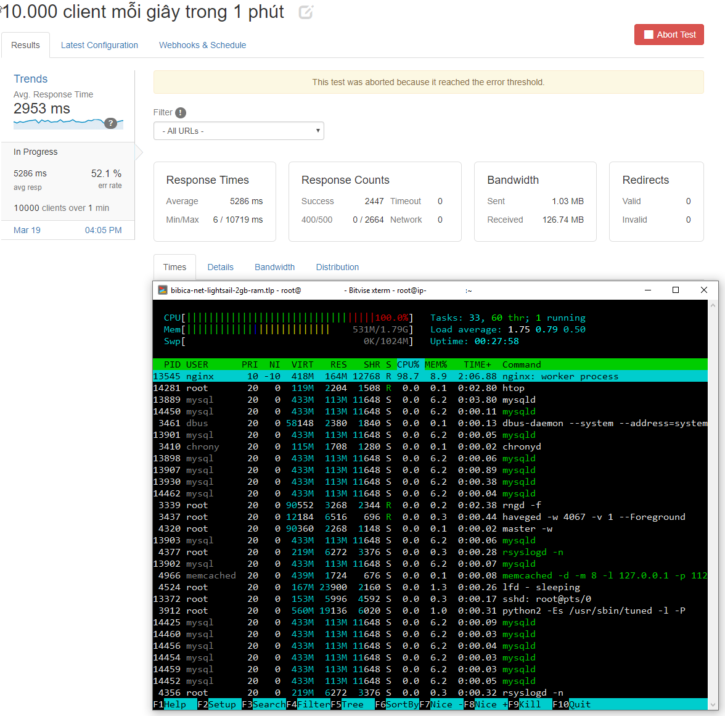 10.000 client mỗi giây trong 1 phút
Abort Test
Results Latest Configuration Webhooks & Schedule
Trends
Avg. Response Time
2953 ms
?
In Progress
5286 ms 52.1 %
avg resp err rate
10000 clients over 1 min
Mar 19 04:05 PM
This test was aborted because it reached the error threshold.
Filter !
- All URLs -
Response Times
Average 5286 ms
Min/Max 6 / 10719 ms
Response Counts
Success 2447 Timeout 0
400/500 0 / 2664 Network 0
Bandwidth
Sent 1.03 MB
Received 126.74 MB
Redirects
Valid 0
Invalid 0
Times Details Bandwidth Distribution
bibica-net-lightsail-2gb-ram.tlp - root@ - Bitvise xterm - root@ip- :~
CPU[||||||||||||||||||||||||||||||||100.0%] Tasks: 33, 60 thr; 1 running
Mem[||||||||||||||||||||||||| 531M/1.79G] Load average: 1.75 0.79 0.50
Swp[ 0K/1024M] Uptime: 00:27:58
PID USER PRI NI VIRT RES SHR S CPU% MEM% TIME+ Command
13545 nginx 10 -10 418M 164M 12768 R 98.7 8.9 2:06.88 nginx: worker process
14281 root 20 0 119M 2204 1508 R 0.0 0.1 0:02.80 htop
13889 mysql 20 0 433M 113M 11648 S 0.0 6.2 0:03.80 mysqld
14450 mysql 20 0 433M 113M 11648 S 0.0 6.2 0:00.11 mysqld
3461 dbus 20 0 58148 2380 1840 S 0.0 0.1 0:00.13 dbus-daemon --system --address=system
13901 mysql 20 0 433M 113M 11648 S 0.0 6.2 0:00.06 mysqld
3410 chrony 20 0 115M 1708 1280 S 0.0 0.1 0:00.02 chronyd
13898 mysql 20 0 433M 113M 11648 S 0.0 6.2 0:00.06 mysqld
13907 mysql 20 0 433M 113M 11648 S 0.0 6.2 0:00.89 mysqld
13930 mysql 20 0 433M 113M 11648 S 0.0 6.2 0:00.38 mysqld
14462 mysql 20 0 433M 113M 11648 S 0.0 6.2 0:00.04 mysqld
3339 root 20 0 90552 3268 2344 R 0.0 0.2 0:02.38 rngd -f
3437 root 20 0 12184 6516 696 R 0.0 0.3 0:00.44 haveged -w 4067 -v 1 --Foreground
4320 root 20 0 90360 2268 1148 S 0.0 0.1 0:00.02 master -w
13903 mysql 20 0 433M 113M 11648 S 0.0 6.2 0:00.06 mysqld
4377 root 20 0 219M 6272 3376 S 0.0 0.3 0:00.28 rsyslogd -n
13902 mysql 20 0 433M 113M 11648 S 0.0 6.2 0:00.07 mysqld
4966 memcached 20 0 439M 1724 676 S 0.0 0.1 0:00.08 memcached -d -m 8 -l 127.0.0.1 -p 112
4524 root 20 0 167M 23900 2160 S 0.0 1.3 0:00.26 lfd - sleeping
13372 root 20 0 153M 5996 4592 S 0.0 0.3 0:00.17 sshd: root@pts/0
3912 root 20 0 560M 19136 6020 S 0.0 1.0 0:00.31 python2 -Es /usr/sbin/tuned -l -P
14425 mysql 20 0 433M 113M 11648 S 0.0 6.2 0:00.09 mysqld
14460 mysql 20 0 433M 113M 11648 S 0.0 6.2 0:00.03 mysqld
14456 mysql 20 0 433M 113M 11648 S 0.0 6.2 0:00.04 mysqld
14454 mysql 20 0 433M 113M 11648 S 0.0 6.2 0:00.03 mysqld
14459 mysql 20 0 433M 113M 11648 S 0.0 6.2 0:00.03 mysqld
14452 mysql 20 0 433M 113M 11648 S 0.0 6.2 0:00.05 mysqld
4356 root 20 0 219M 6272 3376 S 0.0 0.3 0:00.32 rsyslogd -n
F1Help F2Setup F3SearchF4FilterF5Tree F6SortByF7Nice -F8Nice +F9Kill F10Quit